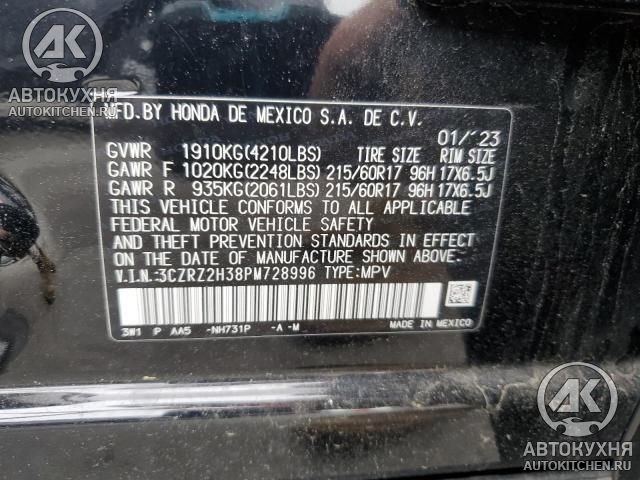 AK
АВТОКУХНЯ
AUTOKITCHEN.RU
MFD.BY HONDA DE MEXICO S.A. DE C.V.
01/'23
GVWR 1910KG(4210LBS) TIRE SIZE RIM SIZE
GAWR F 1020KG(2248LBS) 215/60R17 96H 17X6.5J
GAWR R 935KG(2061LBS) 215/60R17 96H 17X6.5J
THIS VEHICLE CONFORMS TO ALL APPLICABLE
FEDERAL MOTOR VEHICLE SAFETY
AND THEFT PREVENTION STANDARDS IN EFFECT
ON THE DATE OF MANUFACTURE SHOWN ABOVE.
V.I.N.:3CZRZ2H38PM728996 TYPE:MPV
3W1 P AA5 -NH731P -A -M MADE IN MEXICO
AK
АВТОКУХНЯ
AUTOKITCHEN.RU